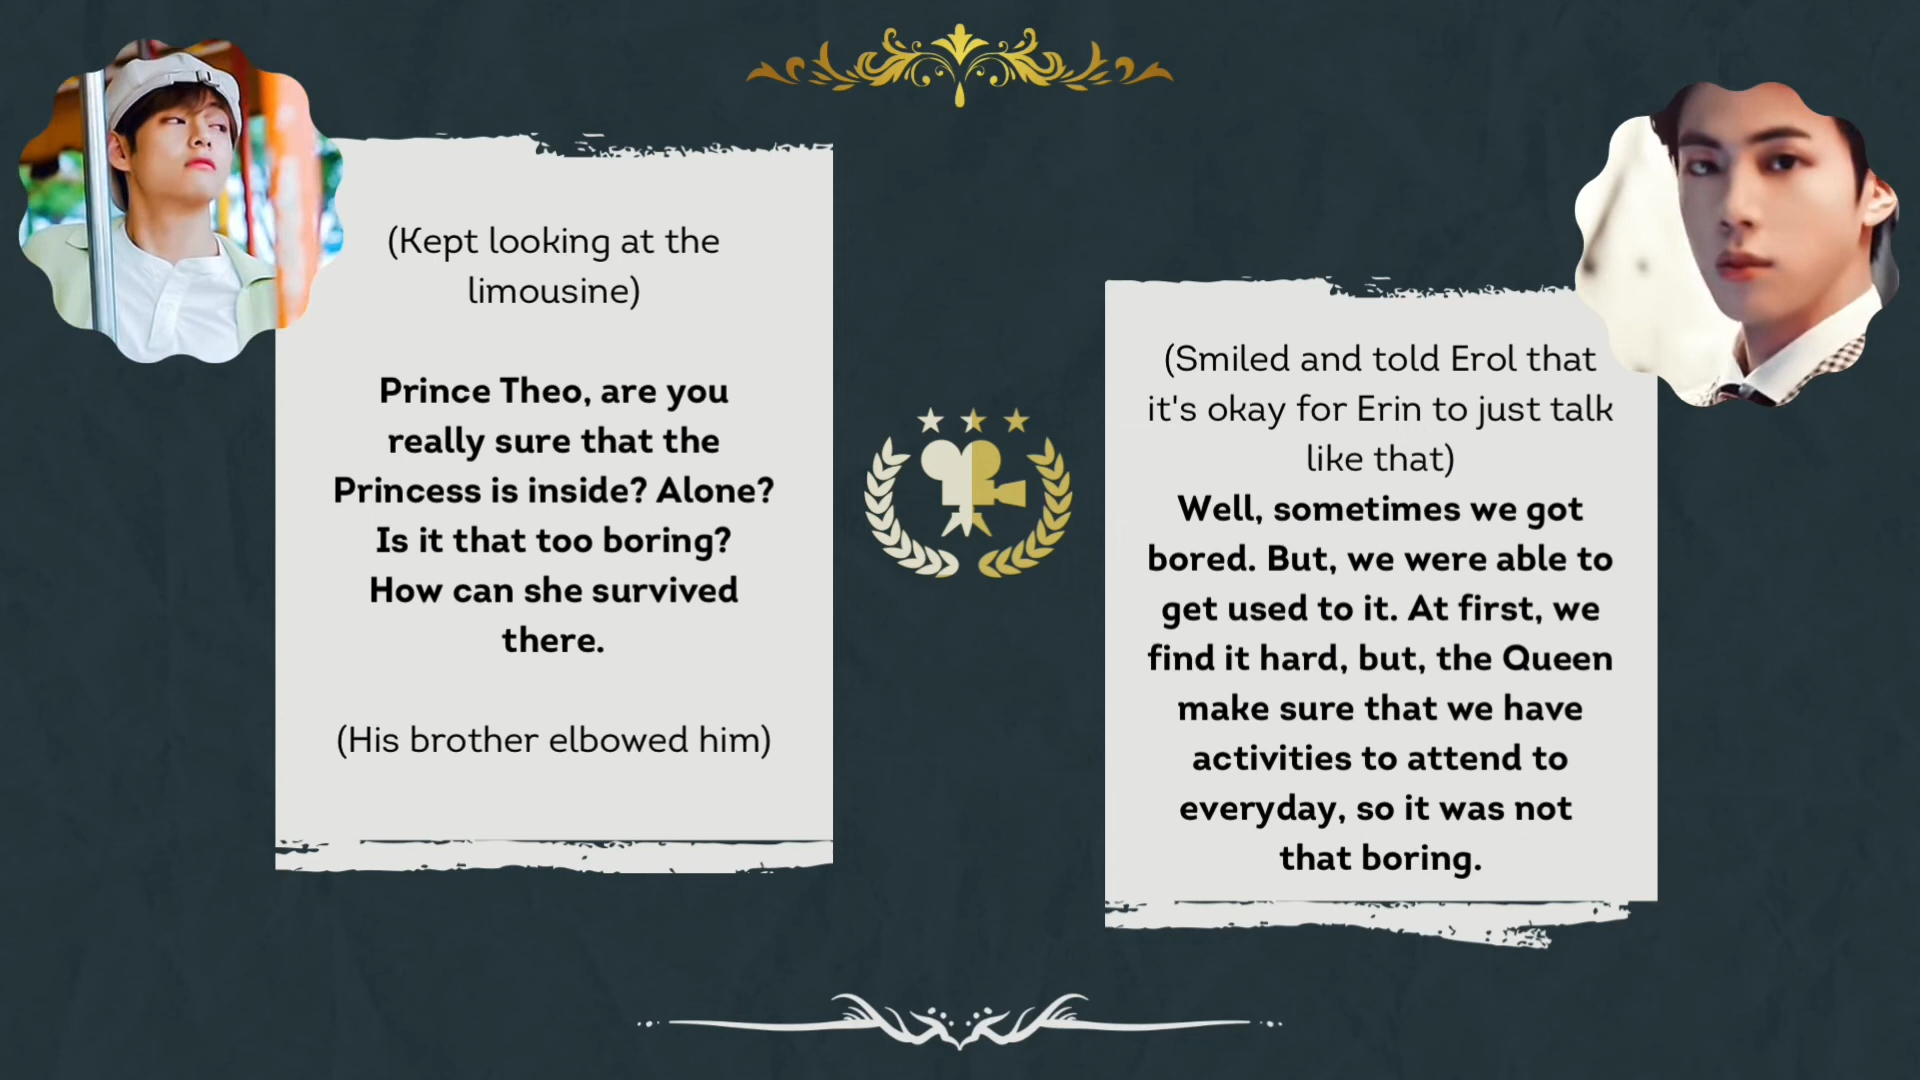 (Kept looking at the
limousine)
Prince Theo, are you
really sure that the
Princess is inside? Alone?
Is it that too boring?
How can she survived
there.
(His brother elbowed him)
(Smiled and told Erol that
it's okay for Erin to just talk
like that)
Well, sometimes we got
bored. But, we were able to
get used to it. At first, we
find it hard, but, the Queen
make sure that we have
activities to attend to
everyday, so it was not
that boring.